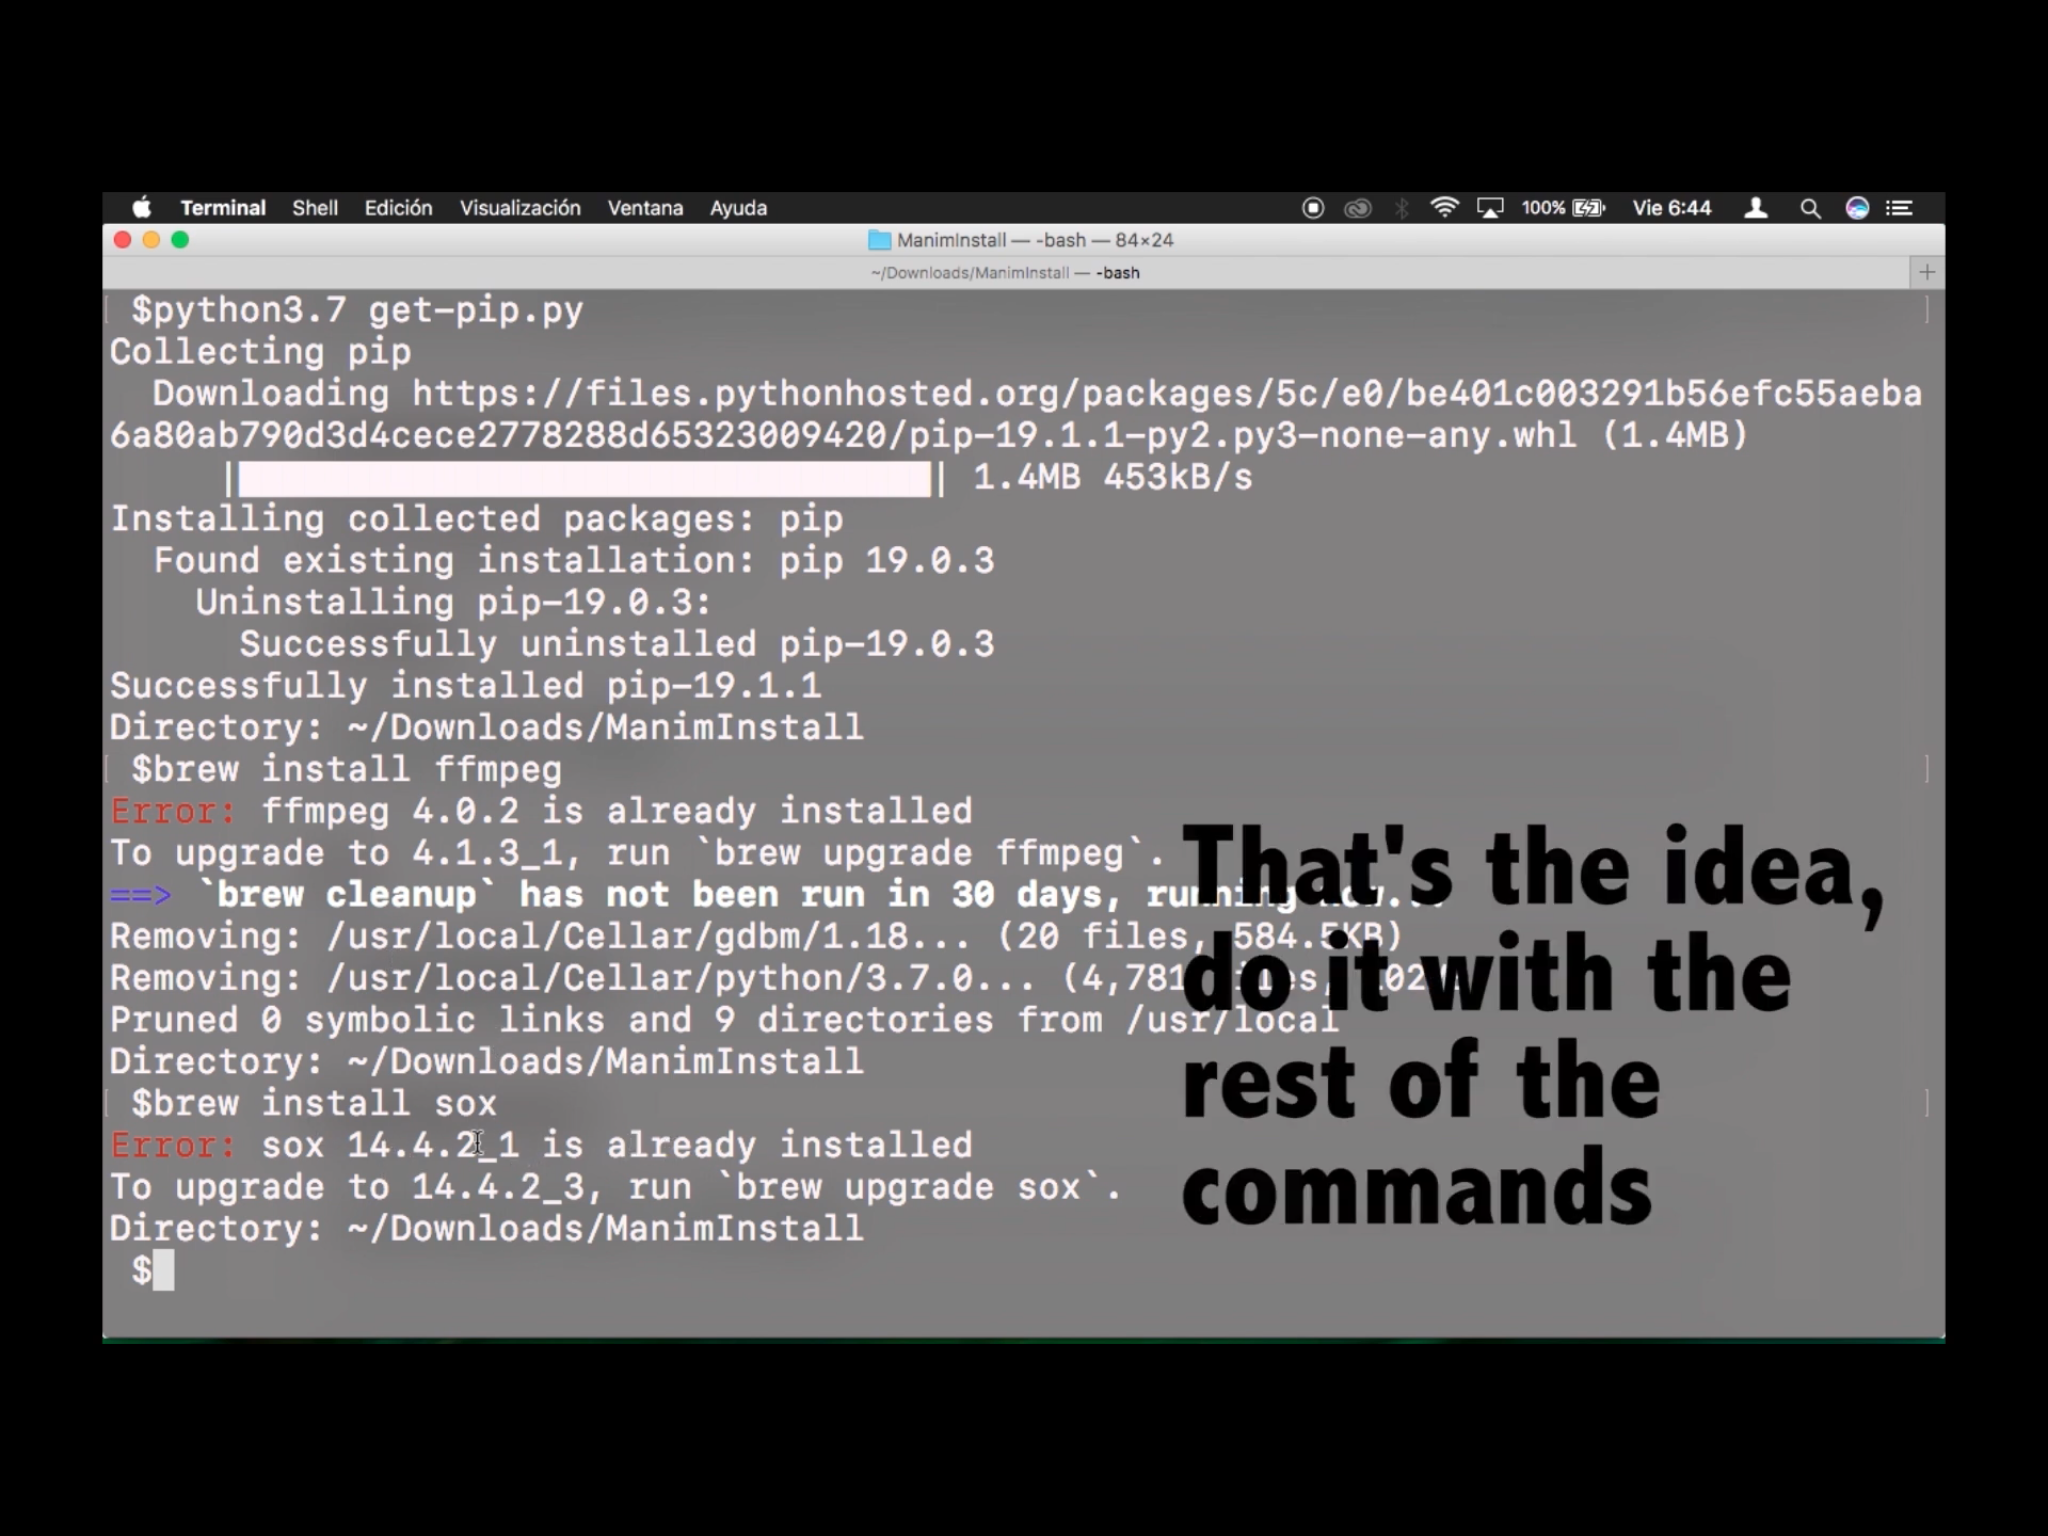 Terminal Shell Edición Visualización Ventana Ayuda 100% Vie 6:44
ManimInstall — -bash — 84×24
~/Downloads/ManimInstall — -bash
$python3.7 get-pip.py
Collecting pip
Downloading https://files.pythonhosted.org/packages/5c/e0/be401c003291b56efc55aeba
6a80ab790d3d4cece2778288d65323009420/pip-19.1.1-py2.py3-none-any.whl (1.4MB)
1.4MB 453kB/s
Installing collected packages: pip
Found existing installation: pip 19.0.3
Uninstalling pip-19.0.3:
Successfully uninstalled pip-19.0.3
Successfully installed pip-19.1.1
Directory: ~/Downloads/ManimInstall
$brew install ffmpeg
Error: ffmpeg 4.0.2 is already installed
To upgrade to 4.1.3_1, run `brew upgrade ffmpeg`.
==> `brew cleanup` has not been run in 30 days, running now...
Removing: /usr/local/Cellar/gdbm/1.18... (20 files, 584.5KB)
Removing: /usr/local/Cellar/python/3.7.0... (4,781 files,
Pruned 0 symbolic links and 9 directories from /usr/local
Directory: ~/Downloads/ManimInstall
$brew install sox
Error: sox 14.4.2_1 is already installed
To upgrade to 14.4.2_3, run `brew upgrade sox`.
Directory: ~/Downloads/ManimInstall
$
That's the idea,
do it with the
rest of the
commands